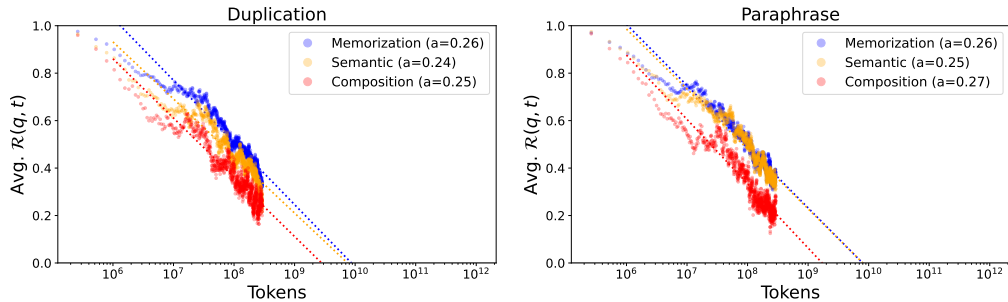 Duplication
Avg. R(q, t)
1.0
0.8
0.6
0.4
0.2
0.0
Memorization (a=0.26)
Semantic (a=0.24)
Composition (a=0.25)
10⁶ 10⁷ 10⁸ 10⁹ 10¹⁰ 10¹¹ 10¹²
Tokens
Paraphrase
Avg. R(q, t)
1.0
0.8
0.6
0.4
0.2
0.0
Memorization (a=0.26)
Semantic (a=0.25)
Composition (a=0.27)
10⁶ 10⁷ 10⁸ 10⁹ 10¹⁰ 10¹¹ 10¹²
Tokens